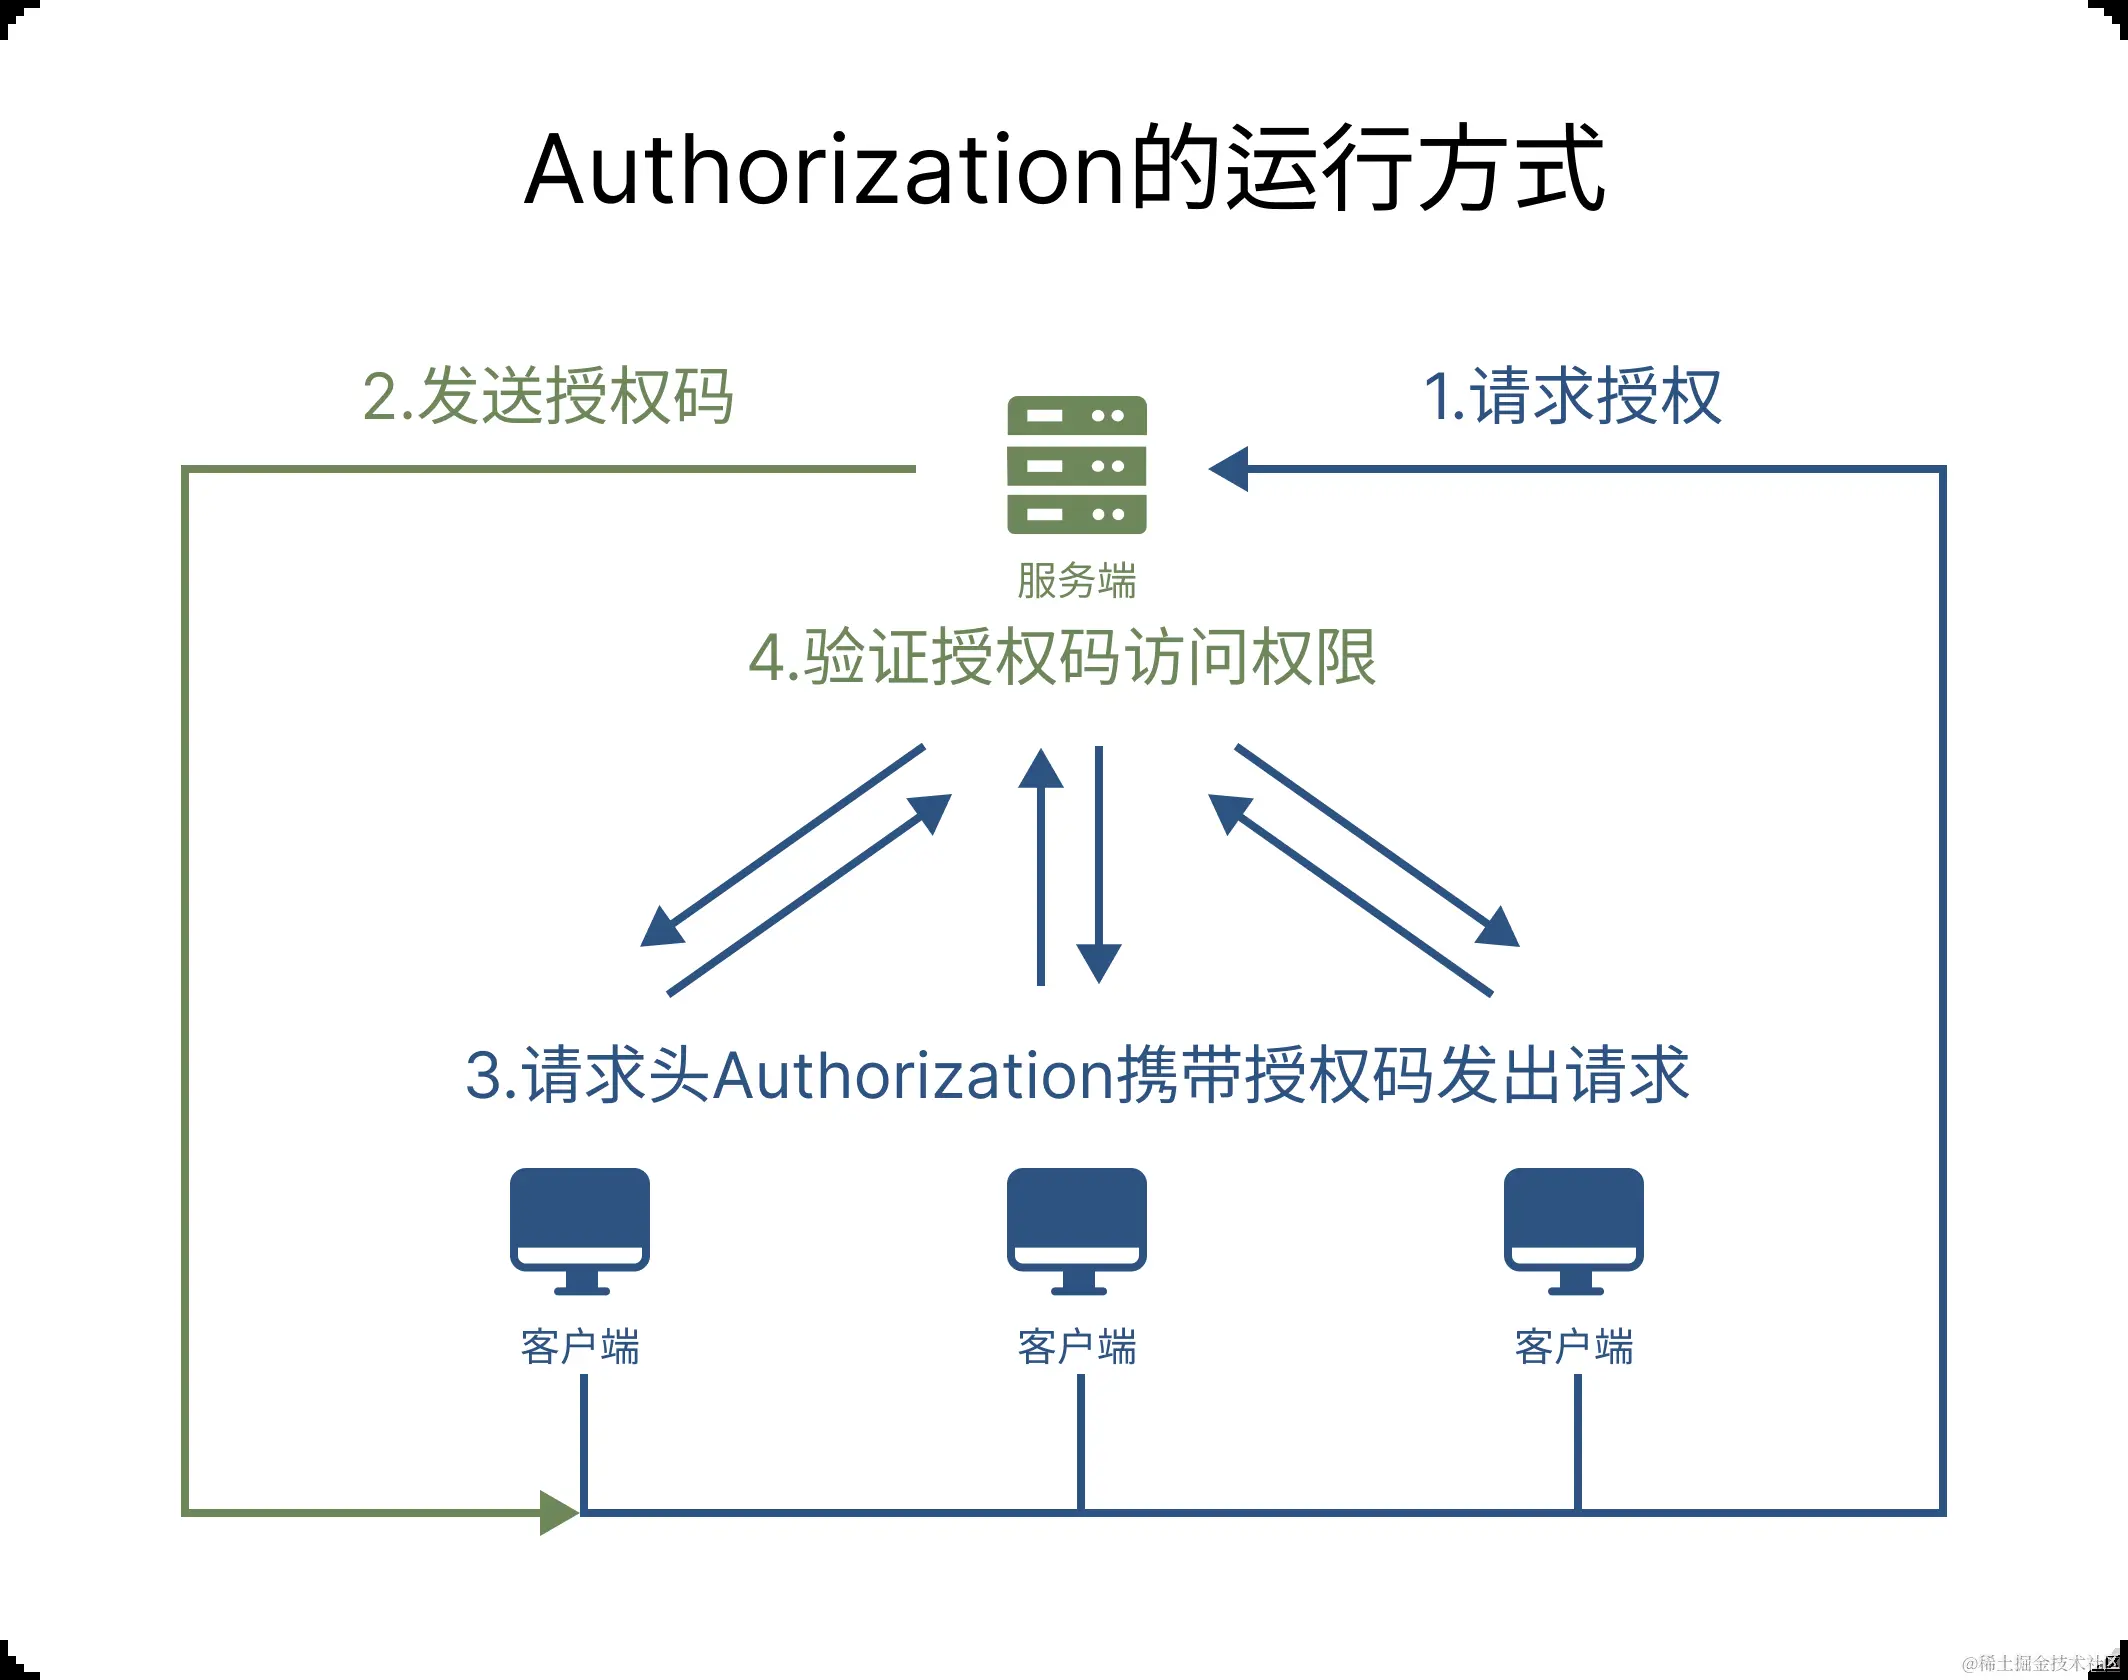 Authorization的运行方式
2.发送授权码
1.请求授权
服务端
4.验证授权码访问权限
3.请求头Authorization携带授权码发出请求
客户端
客户端
客户端
@稀土掘金技术社区